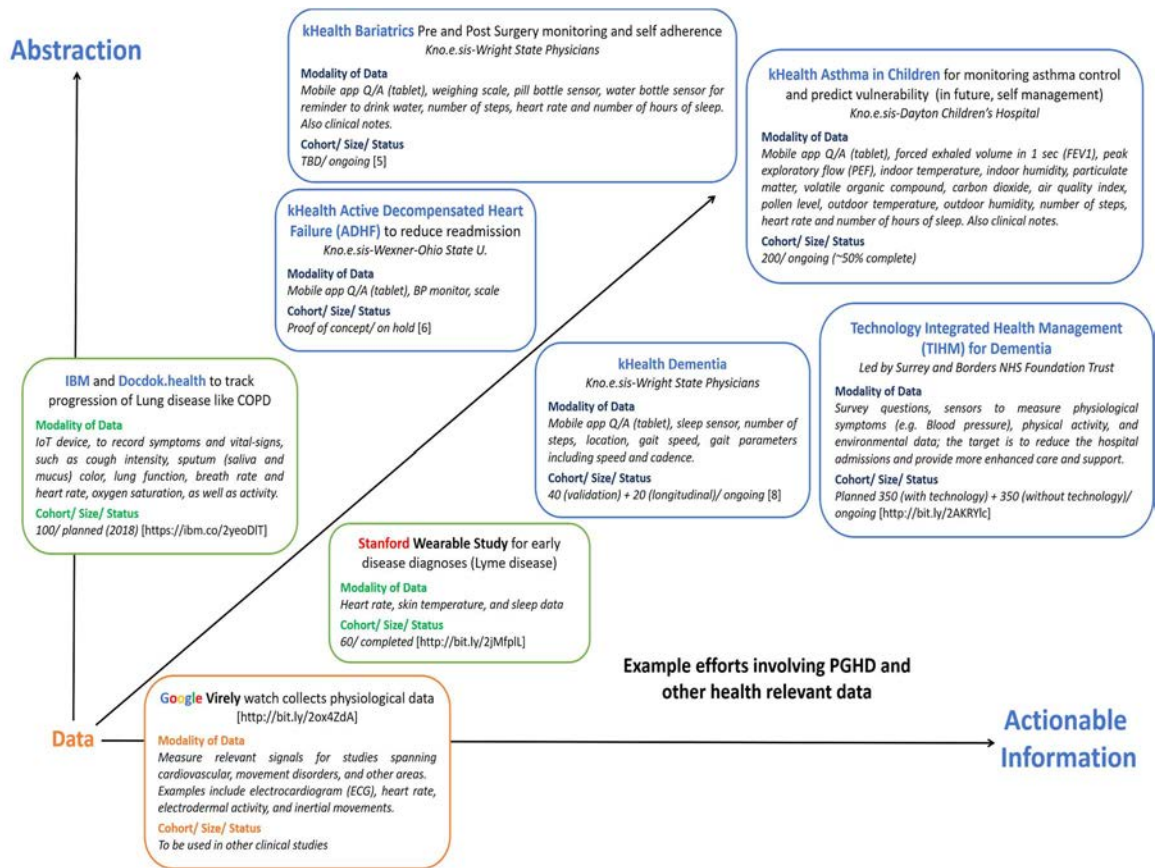 Abstraction
kHealth Bariatrics Pre and Post Surgery monitoring and self adherence
Kno.e.sis-Wright State Physicians
Modality of Data
Mobile app Q/A (tablet), weighing scale, pill bottle sensor, water bottle sensor for
reminder to drink water, number of steps, heart rate and number of hours of sleep.
Also clinical notes.
Cohort/ Size/ Status
TBD/ ongoing [5]
kHealth Asthma in Children for monitoring asthma control
and predict vulnerability (in future, self management)
Kno.e.sis-Dayton Children's Hospital
Modality of Data
Mobile app Q/A (tablet), forced exhaled volume in 1 sec (FEV1), peak
exploratory flow (PEF), indoor temperature, indoor humidity, particulate
matter, volatile organic compound, carbon dioxide, air quality index,
pollen level, outdoor temperature, outdoor humidity, number of steps,
heart rate and number of hours of sleep. Also clinical notes.
Cohort/ Size/ Status
200/ ongoing (~50% complete)
kHealth Active Decompensated Heart
Failure (ADHF) to reduce readmission
Kno.e.sis-Wexner-Ohio State U.
Modality of Data
Mobile app Q/A (tablet), BP monitor, scale
Cohort/ Size/ Status
Proof of concept/ on hold [6]
IBM and Docdok.health to track
progression of Lung disease like COPD
Modality of Data
IoT device, to record symptoms and vital-signs,
such as cough intensity, sputum (saliva and
mucus) color, lung function, breath rate and
heart rate, oxygen saturation, as well as activity.
Cohort/ Size/ Status
100/ planned (2018) [https://ibm.co/2yeoDlT]
kHealth Dementia
Kno.e.sis-Wright State Physicians
Modality of Data
Mobile app Q/A (tablet), sleep sensor, number of
steps, location, gait speed, gait parameters
including speed and cadence.
Cohort/ Size/ Status
40 (validation) + 20 (longitudinal)/ ongoing [8]
Technology Integrated Health Management
(TIHM) for Dementia
Led by Surrey and Borders NHS Foundation Trust
Modality of Data
Survey questions, sensors to measure physiological
symptoms (e.g. Blood pressure), physical activity, and
environmental data; the target is to reduce the hospital
admissions and provide more enhanced care and support.
Cohort/ Size/ Status
Planned 350 (with technology) + 350 (without technology)/
ongoing [http://bit.ly/2AKRYlc]
Stanford Wearable Study for early
disease diagnoses (Lyme disease)
Modality of Data
Heart rate, skin temperature, and sleep data
Cohort/ Size/ Status
60/ completed [http://bit.ly/2jMfplL]
Example efforts involving PGHD and
other health relevant data
Google Virely watch collects physiological data
[http://bit.ly/2ox4ZdA]
Modality of Data
Measure relevant signals for studies spanning
cardiovascular, movement disorders, and other areas.
Examples include electrocardiogram (ECG), heart rate,
electrodermal activity, and inertial movements.
Cohort/ Size/ Status
To be used in other clinical studies
Data
Actionable
Information